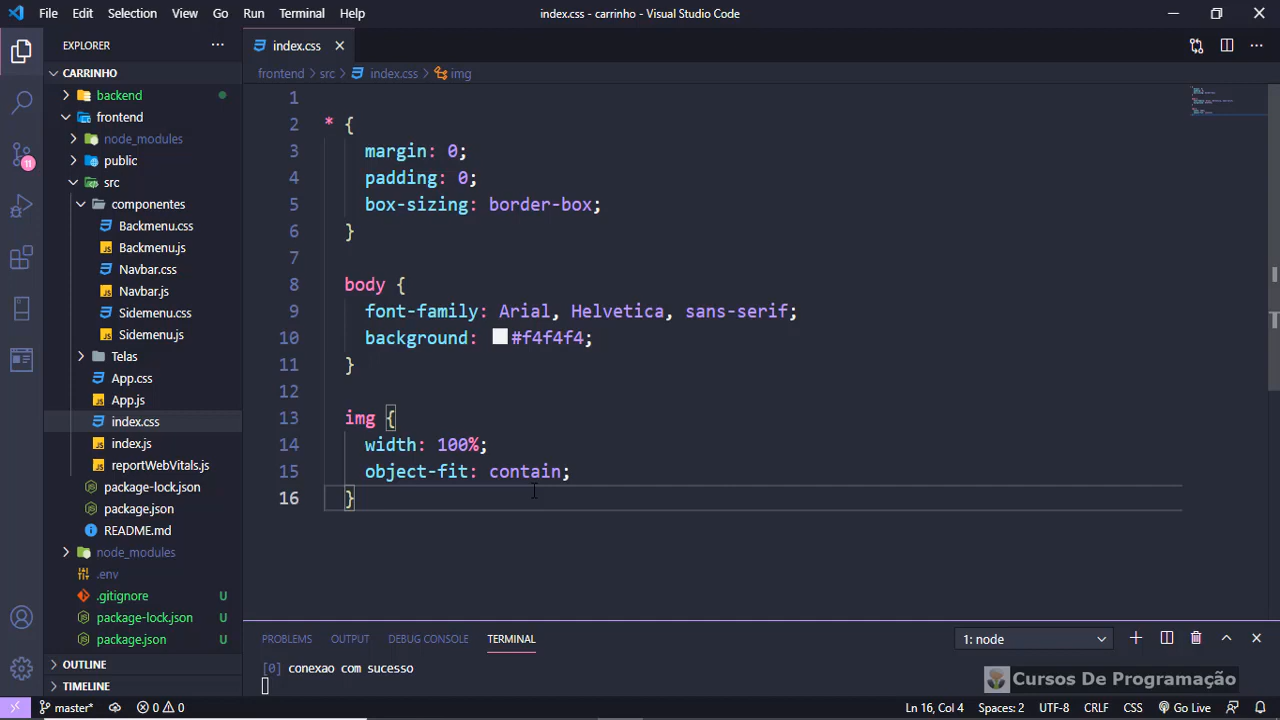 File Edit Selection View Go Run Terminal Help
index.css - carrinho - Visual Studio Code
EXPLORER
CARRINHO
backend
frontend
node_modules
public
src
componentes
Backmenu.css
Backmenu.js
Navbar.css
Navbar.js
Sidemenu.css
Sidemenu.js
Telas
App.css
App.js
index.css
index.js
reportWebVitals.js
package-lock.json
package.json
README.md
node_modules
.env
.gitignore U
package-lock.json U
package.json U
OUTLINE
TIMELINE
11
index.css
frontend > src > index.css > img
1
2 * {
3 margin: 0;
4 padding: 0;
5 box-sizing: border-box;
6 }
7
8 body {
9 font-family: Arial, Helvetica, sans-serif;
10 background: #f4f4f4;
11 }
12
13 img {
14 width: 100%;
15 object-fit: contain;
16 }
PROBLEMS OUTPUT DEBUG CONSOLE TERMINAL
1: node
[0] conexao com sucesso
Cursos De Programação
master* 0 0 Ln 16, Col 4 Spaces: 2 UTF-8 CRLF CSS Go Live